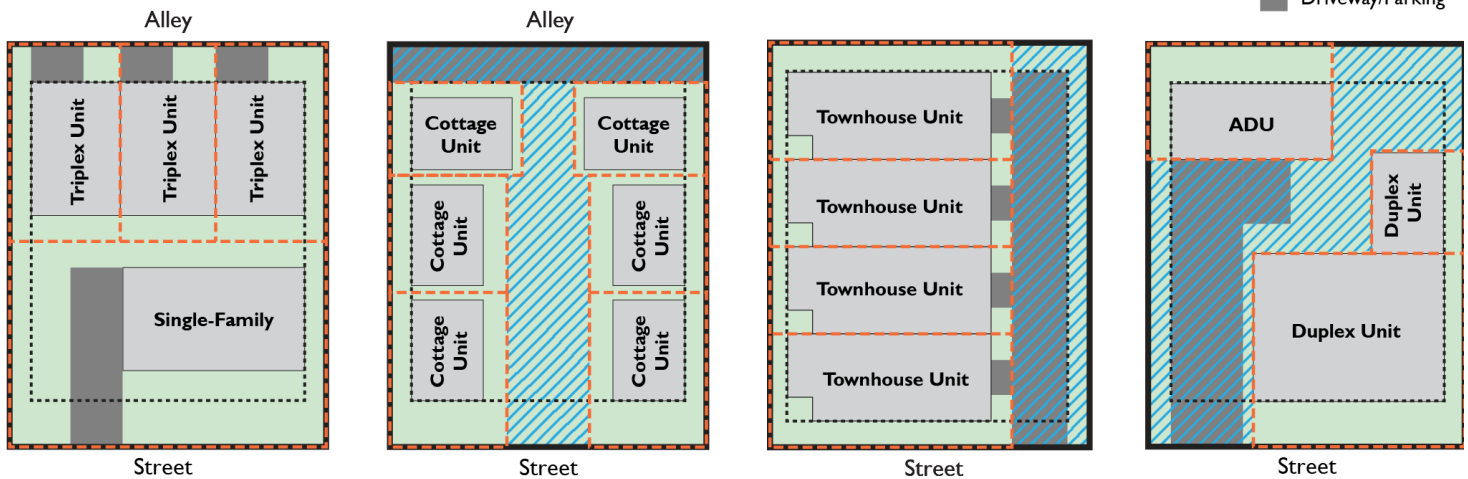 Driveway/Parking
Alley
Triplex Unit
Triplex Unit
Triplex Unit
Single-Family
Street
Alley
Cottage
Unit
Cottage
Unit
Cottage
Unit
Cottage
Unit
Cottage
Unit
Cottage
Unit
Street
Townhouse Unit
Townhouse Unit
Townhouse Unit
Townhouse Unit
Street
ADU
Duplex
Unit
Duplex Unit
Street